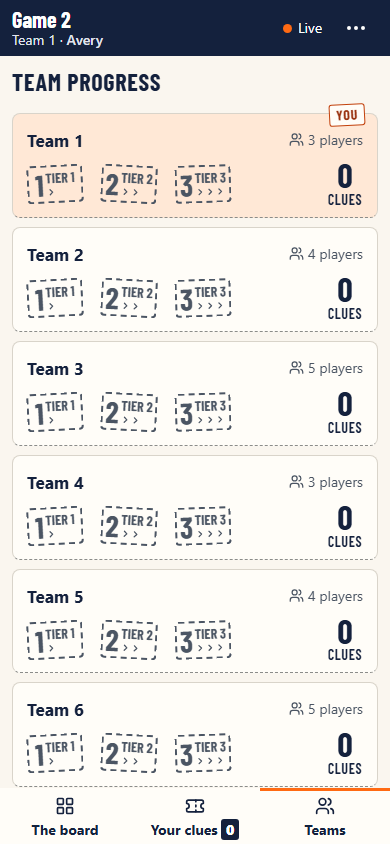 Game 2
Team 1 · Avery
Live
TEAM PROGRESS
YOU
Team 1
3 players
1 TIER 1 ›
2 TIER 2 › ›
3 TIER 3 › › ›
0
CLUES
Team 2
4 players
1 TIER 1 ›
2 TIER 2 › ›
3 TIER 3 › › ›
0
CLUES
Team 3
5 players
1 TIER 1 ›
2 TIER 2 › ›
3 TIER 3 › › ›
0
CLUES
Team 4
3 players
1 TIER 1 ›
2 TIER 2 › ›
3 TIER 3 › › ›
0
CLUES
Team 5
4 players
1 TIER 1 ›
2 TIER 2 › ›
3 TIER 3 › › ›
0
CLUES
Team 6
5 players
1 TIER 1 ›
2 TIER 2 › ›
3 TIER 3 › › ›
0
CLUES
The board
Your clues 0
Teams